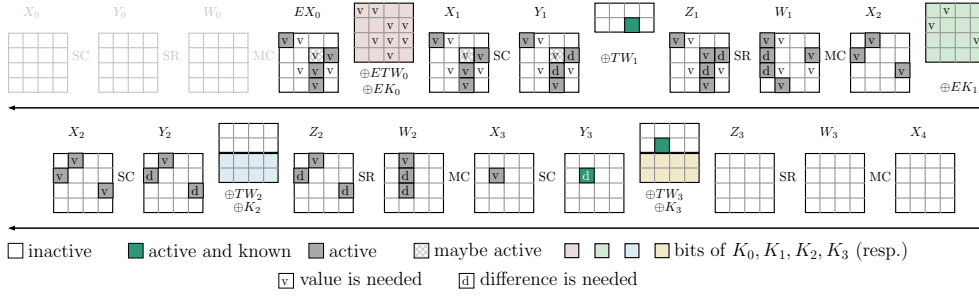 X₀ Y₀ W₀ EX₀ X₁ Y₁ Z₁ W₁ X₂
SC SR MC v v v v v v v v v v v v v v v v v SC v v v v v v v d v d v v ⊕TW₁ v v d v d v v SR v d v d v v MC v v v v v
⊕ETW₀ ⊕EK₁
⊕EK₀
X₂ Y₂ Z₂ W₂ X₃ Y₃ Z₃ W₃ X₄
v v v SC v d d v d d SR v d d MC v SC d SR MC
⊕TW₂ ⊕TW₃
⊕K₂ ⊕K₃
inactive active and known active maybe active bits of K₀, K₁, K₂, K₃ (resp.)
v value is needed d difference is needed